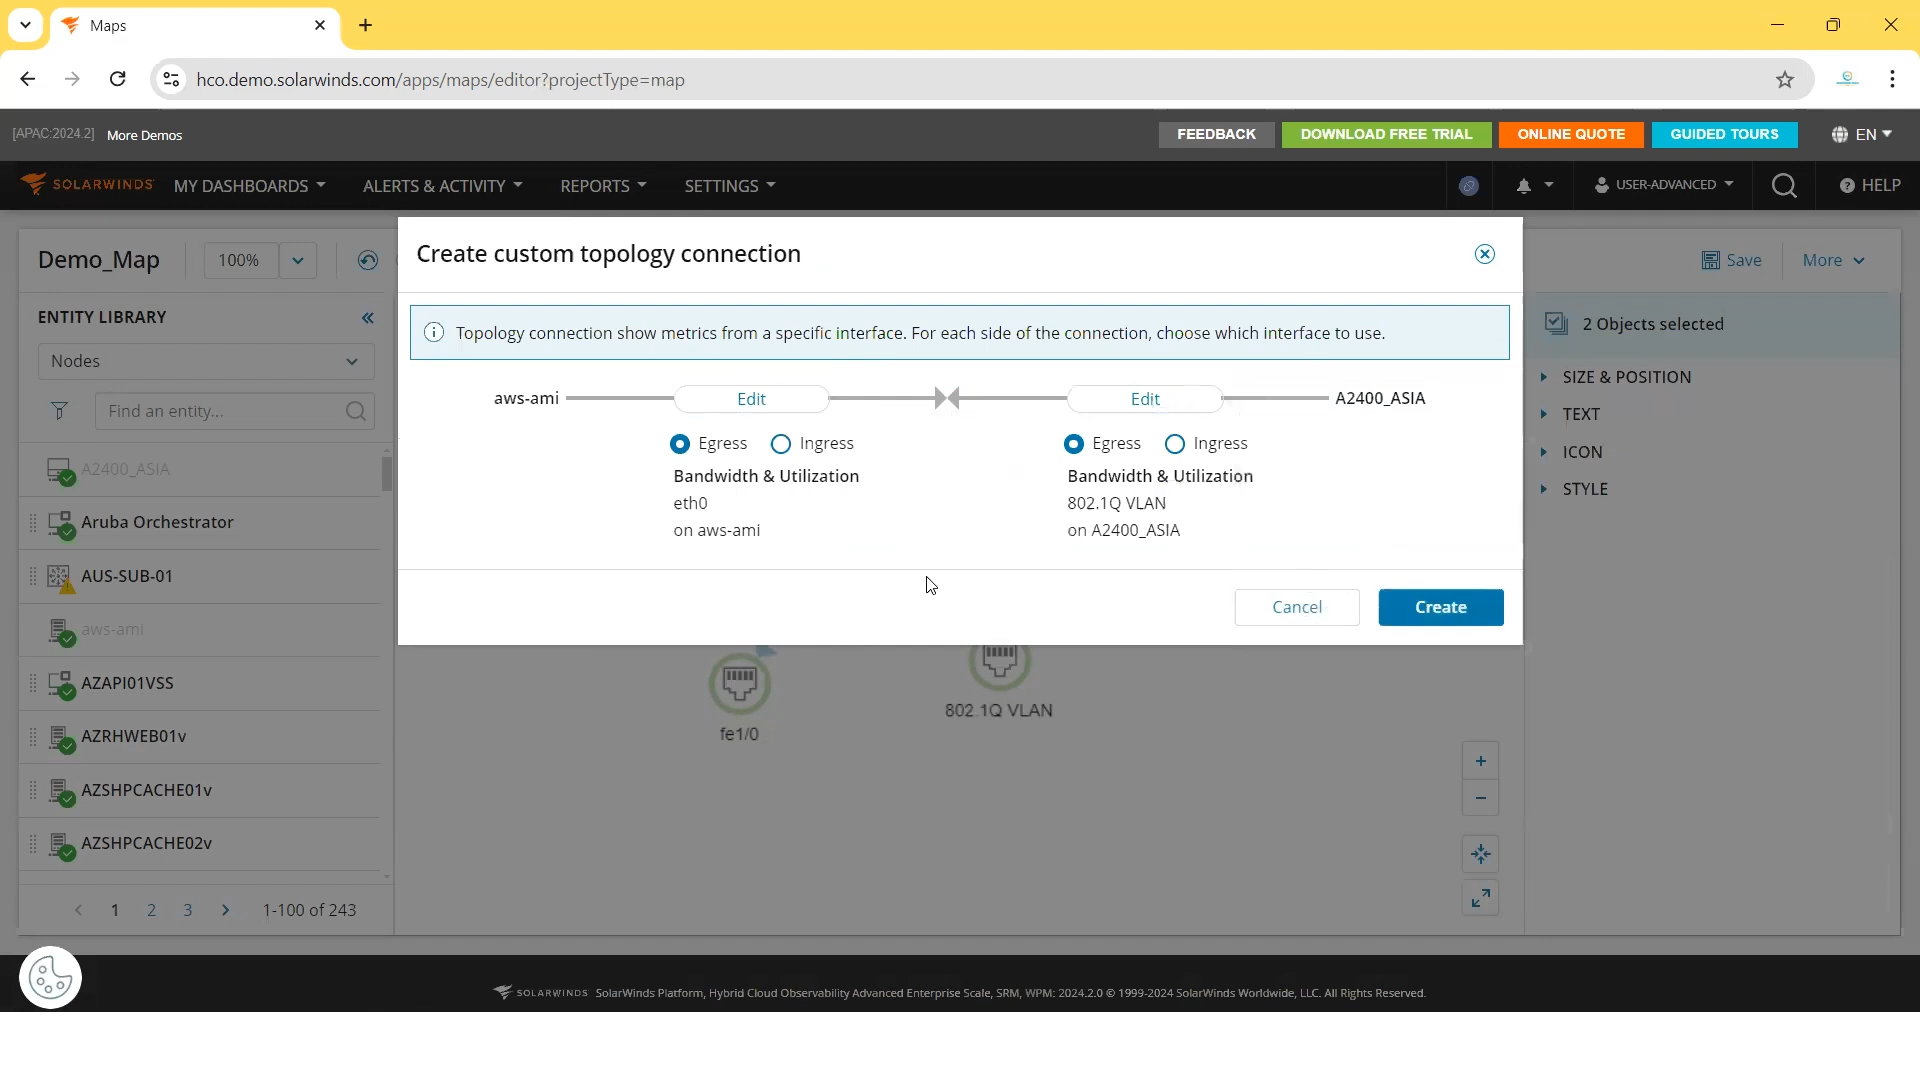 Maps
hco.demo.solarwinds.com/apps/maps/editor?projectType=map
[APAC:2024.2] More Demos
FEEDBACK
DOWNLOAD FREE TRIAL
ONLINE QUOTE
GUIDED TOURS
EN
SOLARWINDS
MY DASHBOARDS
ALERTS & ACTIVITY
REPORTS
SETTINGS
USER-ADVANCED
HELP
Demo_Map
100%
Save
More
ENTITY LIBRARY
Nodes
Find an entity...
A2400_ASIA
Aruba Orchestrator
AUS-SUB-01
aws-ami
AZAPI01VSS
AZRHWEB01v
AZSHPCACHE01v
AZSHPCACHE02v
1 2 3 1-100 of 243
Create custom topology connection
Topology connection show metrics from a specific interface. For each side of the connection, choose which interface to use.
aws-ami Edit Edit A2400_ASIA
Egress Ingress Egress Ingress
Bandwidth & Utilization Bandwidth & Utilization
eth0 802.1Q VLAN
on aws-ami on A2400_ASIA
Cancel Create
fe1/0
802.1Q VLAN
2 Objects selected
SIZE & POSITION
TEXT
ICON
STYLE
SOLARWINDS SolarWinds Platform, Hybrid Cloud Observability Advanced Enterprise Scale, SRM, WPM: 2024.2.0 © 1999-2024 SolarWinds Worldwide, LLC. All Rights Reserved.